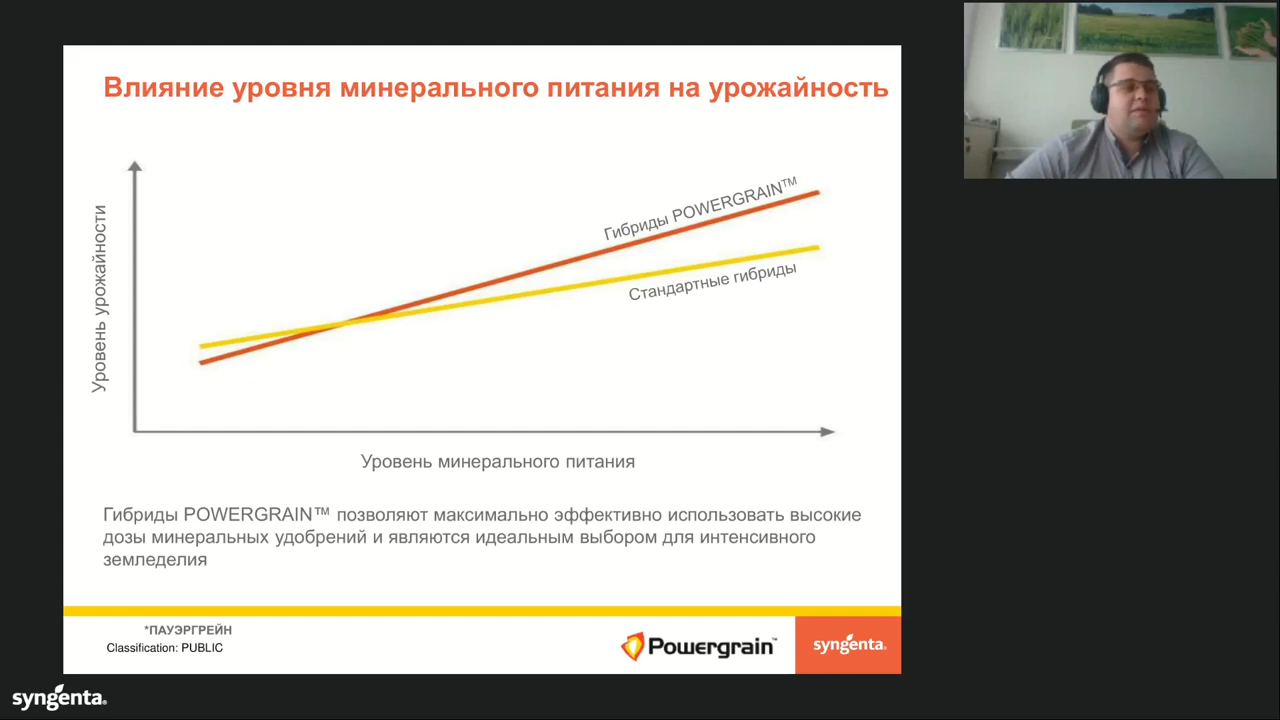 Влияние уровня минерального питания на урожайность
Уровень урожайности
Гибриды POWERGRAIN™
Стандартные гибриды
Уровень минерального питания
Гибриды POWERGRAIN™ позволяют максимально эффективно использовать высокие
дозы минеральных удобрений и являются идеальным выбором для интенсивного
земледелия
*ПАУЭРГРЕЙН
Classification: PUBLIC
Powergrain™
syngenta®
syngenta®